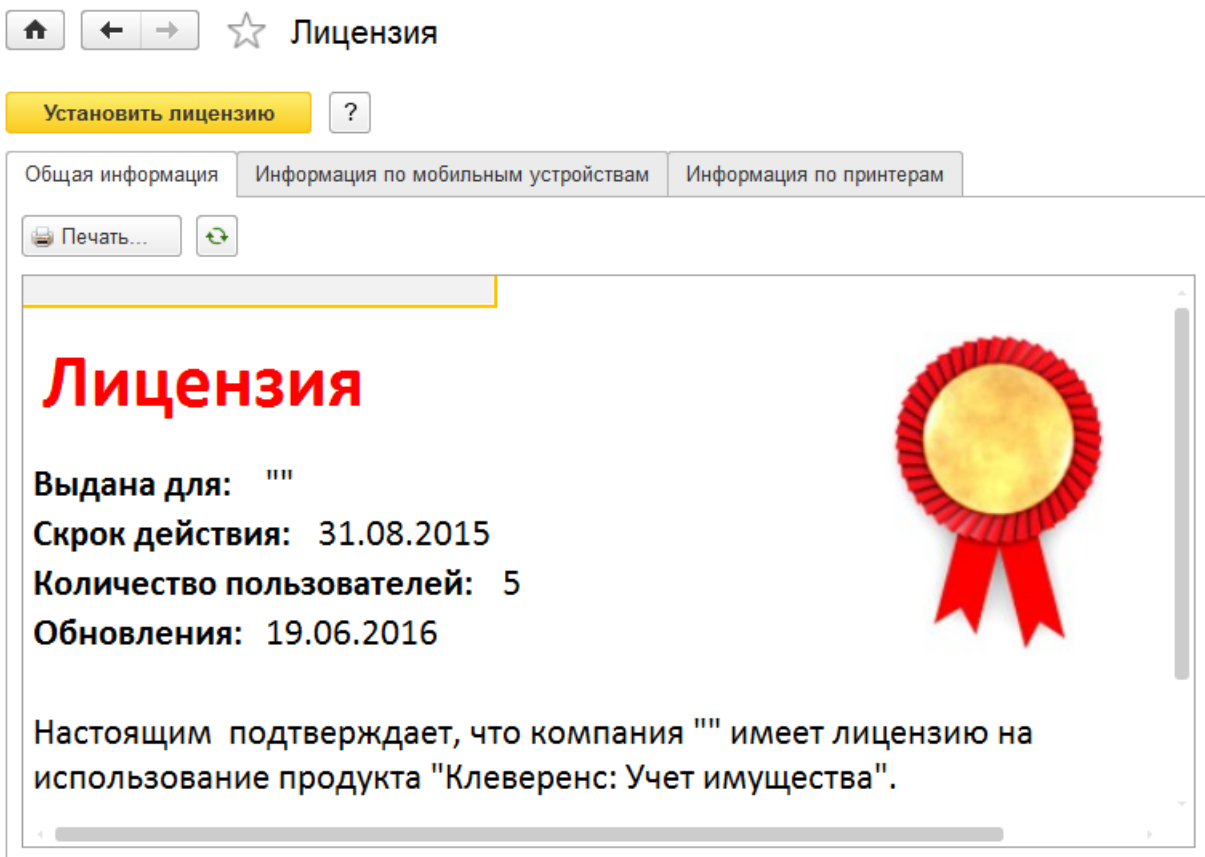 Лицензия
Установить лицензию ?
Общая информация Информация по мобильным устройствам Информация по принтерам
Печать...
Лицензия
Выдана для: ""
Скрок действия: 31.08.2015
Количество пользователей: 5
Обновления: 19.06.2016
Настоящим подтверждает, что компания "" имеет лицензию на
использование продукта "Клеверенс: Учет имущества".